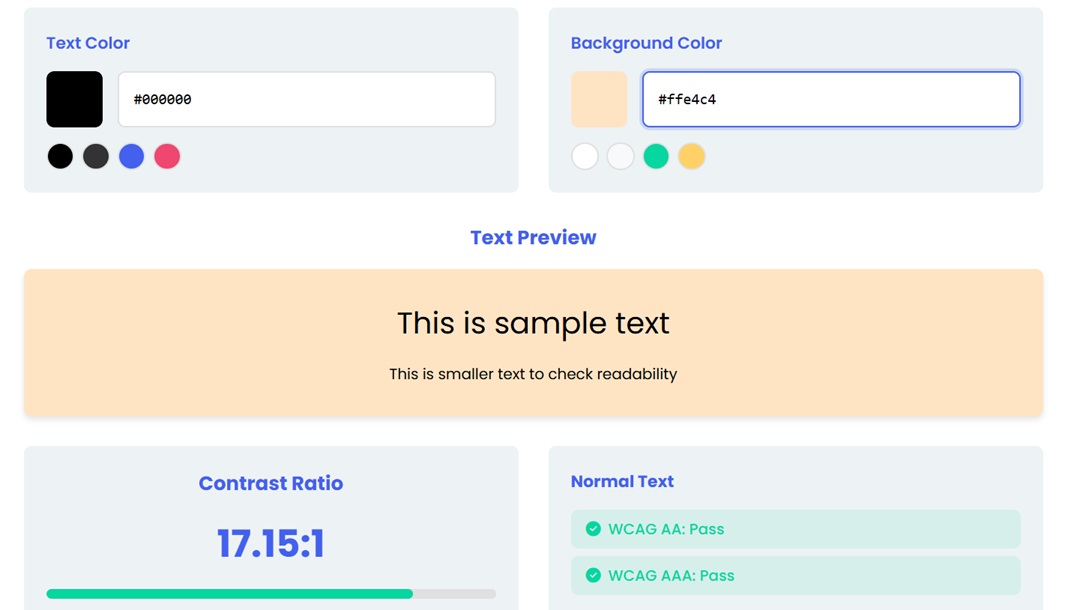 Text Color
#000000
Background Color
#ffe4c4
Text Preview
This is sample text
This is smaller text to check readability
Contrast Ratio
17.15:1
Normal Text
WCAG AA: Pass
WCAG AAA: Pass